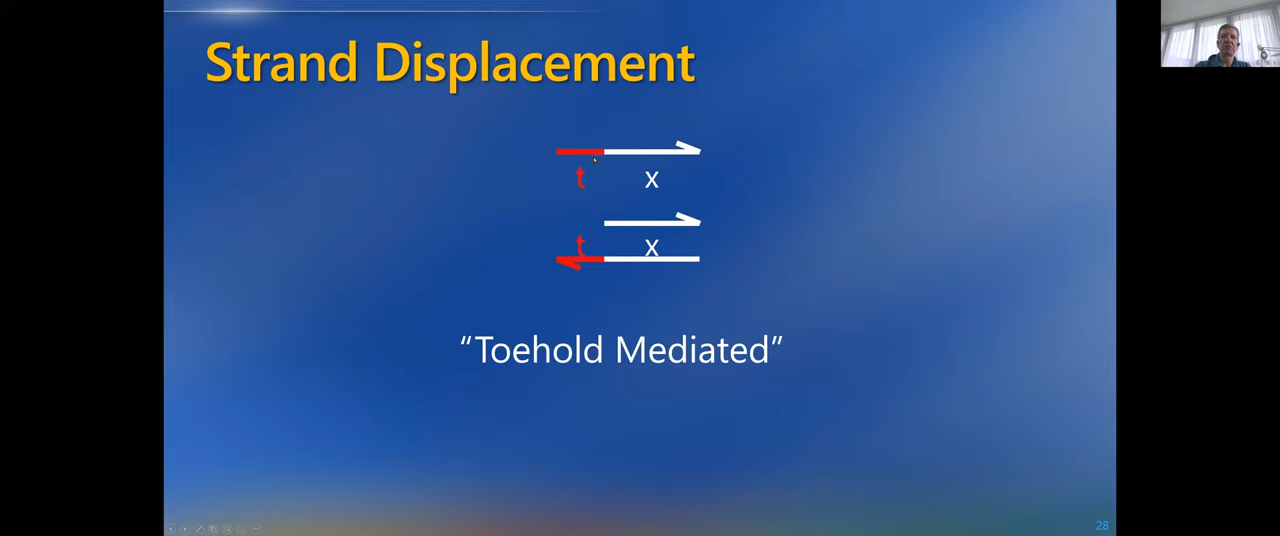 Strand Displacement
t x
t x
“Toehold Mediated”
28